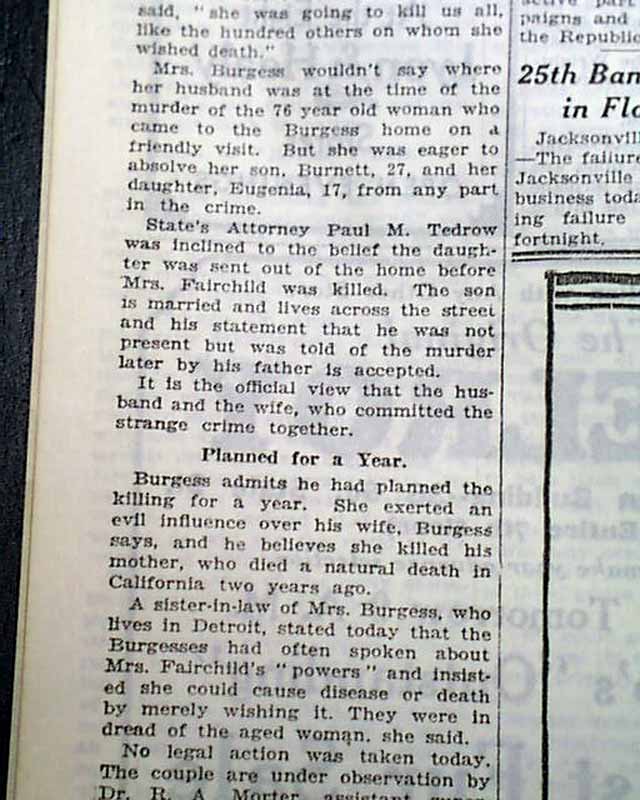 said, "she was going to kill us all,
like the hundred others on whom she
wished death."
Mrs. Burgess wouldn't say where
her husband was at the time of the
murder of the 76 year old woman who
came to the Burgess home on a
friendly visit. But she was eager to
absolve her son, Burnett, 27, and her
daughter, Eugenia, 17, from any part
in the crime.
State's Attorney Paul M. Tedrow
was inclined to the belief the daugh-
ter was sent out of the home before
Mrs. Fairchild was killed. The son
is married and lives across the street
and his statement that he was not
present but was told of the murder
later by his father is accepted.
It is the official view that the hus-
band and the wife, who committed the
strange crime together.
Planned for a Year.
Burgess admits he had planned the
killing for a year. She exerted an
evil influence over his wife, Burgess
says, and he believes she killed his
mother, who died a natural death in
California two years ago.
A sister-in-law of Mrs. Burgess, who
lives in Detroit, stated today that the
Burgesses had often spoken about
Mrs. Fairchild's "powers" and insist-
ed she could cause disease or death
by merely wishing it. They were in
dread of the aged woman, she said.
No legal action was taken today.
The couple are under observation by
Dr. R. A Morter, assistant
active part
paigns and
the Republic
25th Ban
in Flo
Jacksonvill
—The failure
Jacksonville
business toda
ing failure
fortnight.